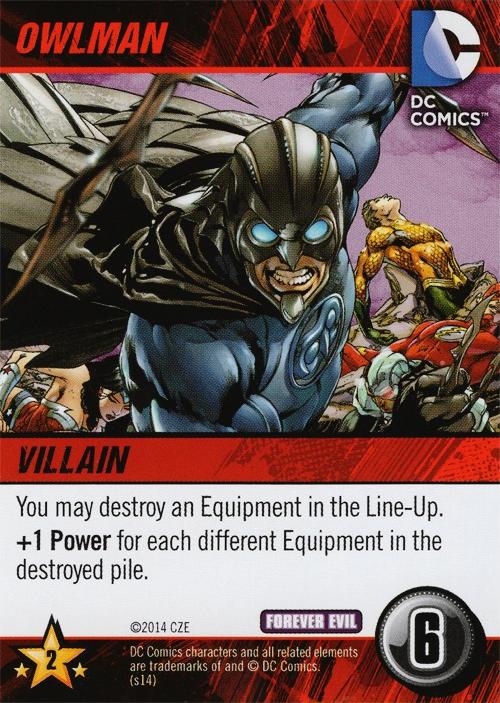 OWLMAN
DC
DC
COMICS™
VILLAIN
You may destroy an Equipment in the Line-Up.
+1 Power for each different Equipment in the
destroyed pile.
©2014 CZE
FOREVER EVIL
2
6
DC Comics characters and all related elements
are trademarks of and © DC Comics.
(s14)